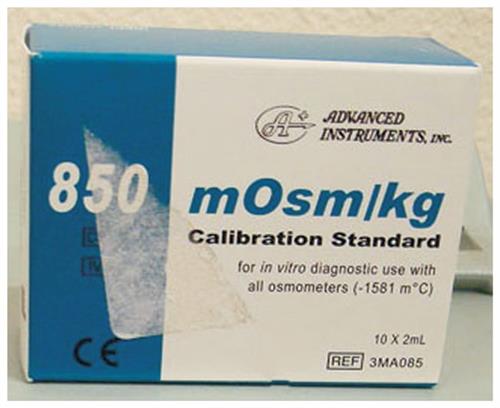 ADVANCED
INSTRUMENTS, INC.
850 mOsm/kg
Calibration Standard
for in vitro diagnostic use with
all osmometers (-1581 m°C)
10 X 2mL
REF 3MA085
CE